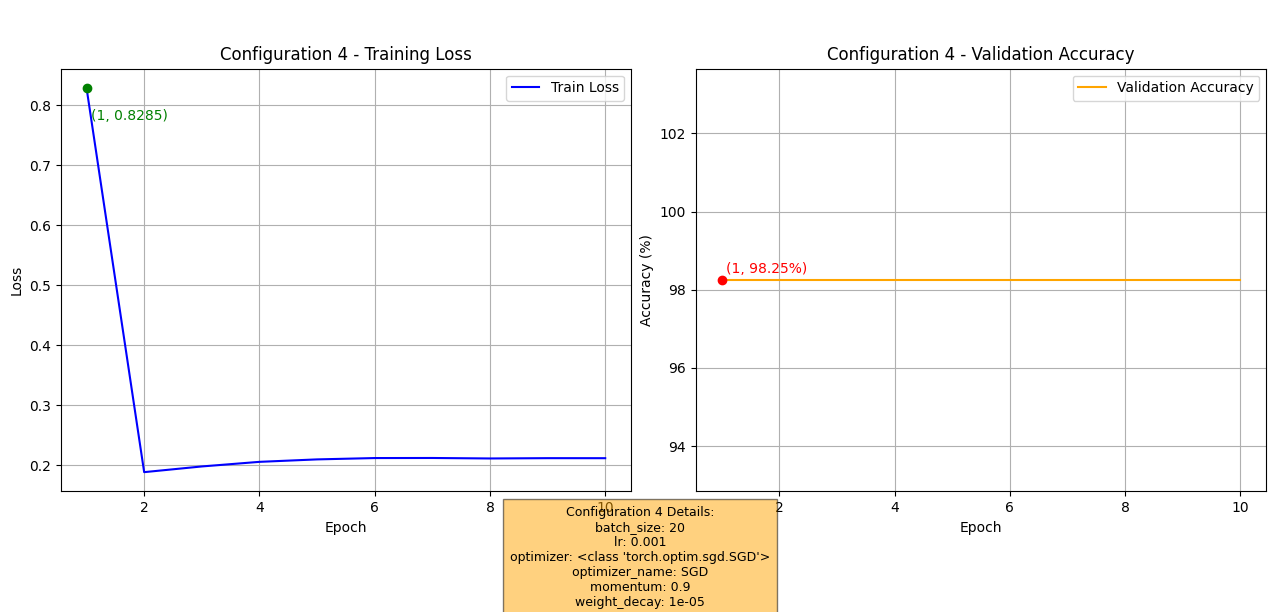 Configuration 4 - Training Loss
Train Loss
(1, 0.8285)
0.8
0.7
0.6
0.5
0.4
0.3
0.2
Loss
2
4
6
8
10
Epoch
Configuration 4 - Validation Accuracy
Validation Accuracy
(1, 98.25%)
102
100
98
96
94
Accuracy (%)
2
4
6
8
10
Epoch
Configuration 4 Details:
batch_size: 20
lr: 0.001
optimizer: <class 'torch.optim.sgd.SGD'>
optimizer_name: SGD
momentum: 0.9
weight_decay: 1e-05